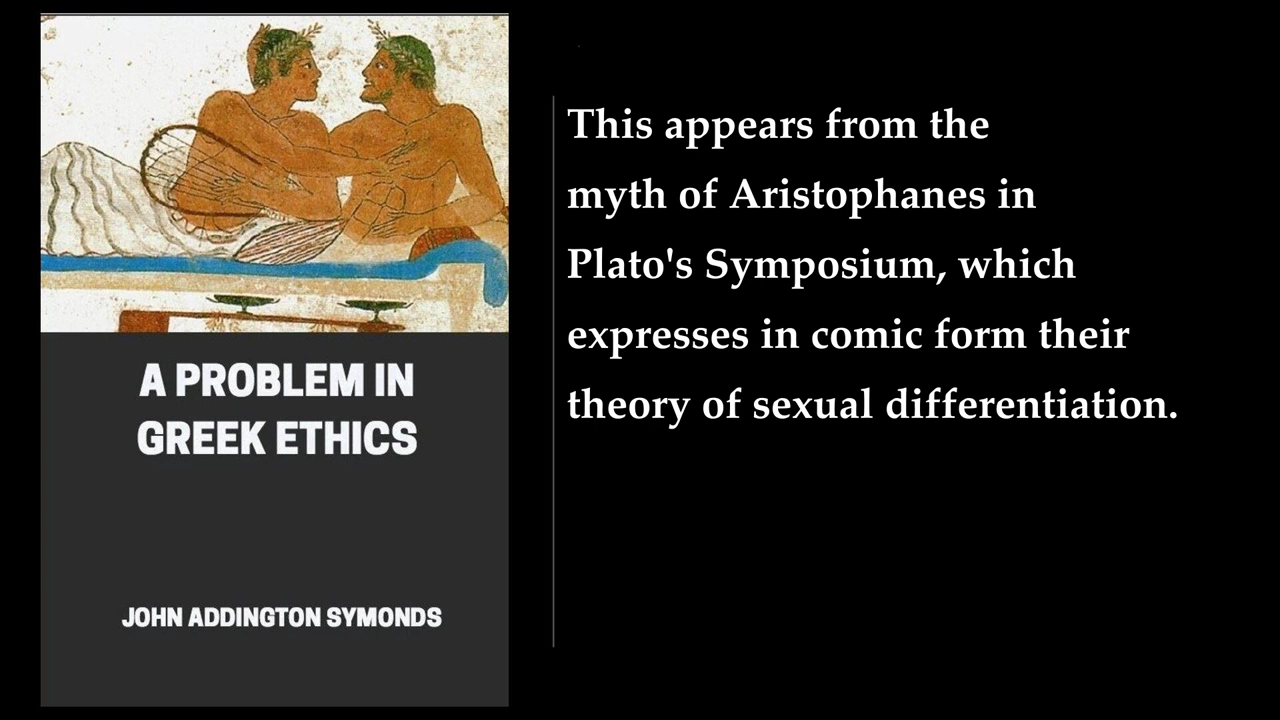 A PROBLEM IN
GREEK ETHICS
JOHN ADDINGTON SYMONDS
This appears from the
myth of Aristophanes in
Plato's Symposium, which
expresses in comic form their
theory of sexual differentiation.